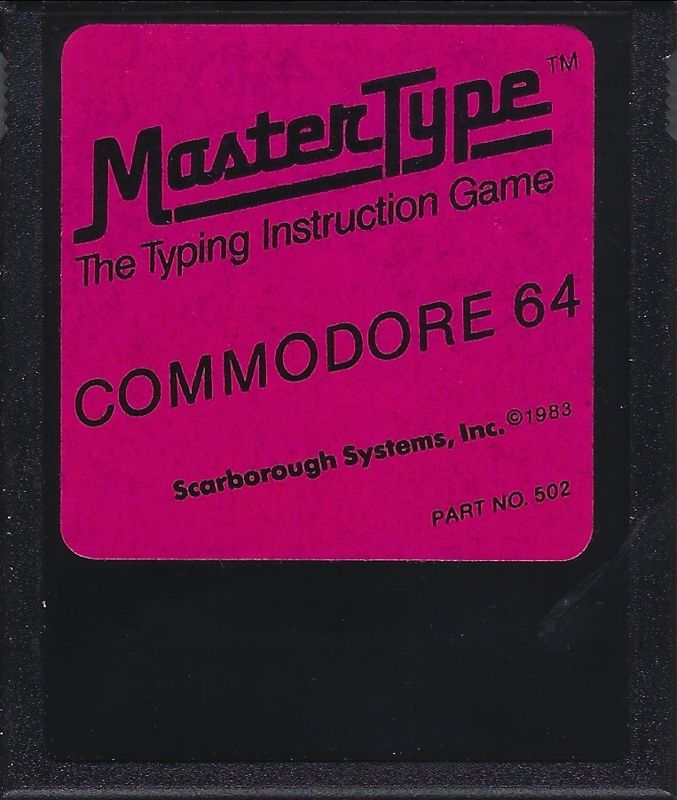 MasterType™
The Typing Instruction Game
COMMODORE 64
Scarborough Systems, Inc. ©1983
PART NO. 502